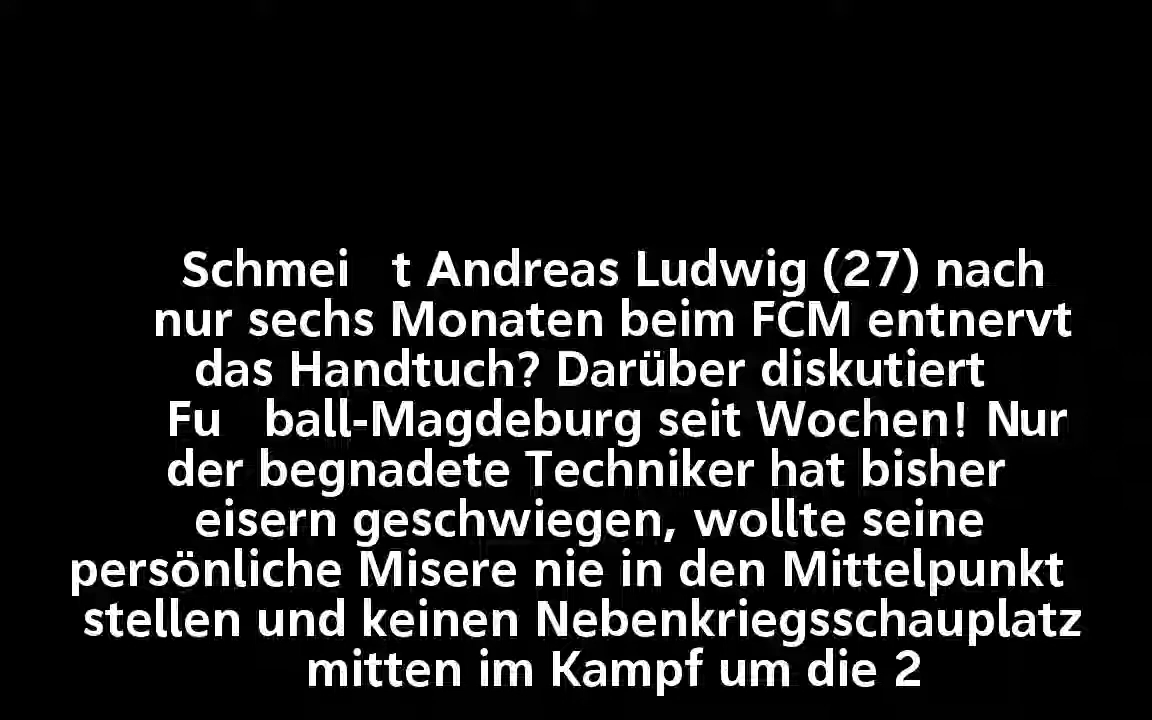 Schmei t Andreas Ludwig (27) nach
nur sechs Monaten beim FCM entnervt
das Handtuch? Darüber diskutiert
Fu ball-Magdeburg seit Wochen! Nur
der begnadete Techniker hat bisher
eisern geschwiegen, wollte seine
persönliche Misere nie in den Mittelpunkt
stellen und keinen Nebenkriegsschauplatz
mitten im Kampf um die 2